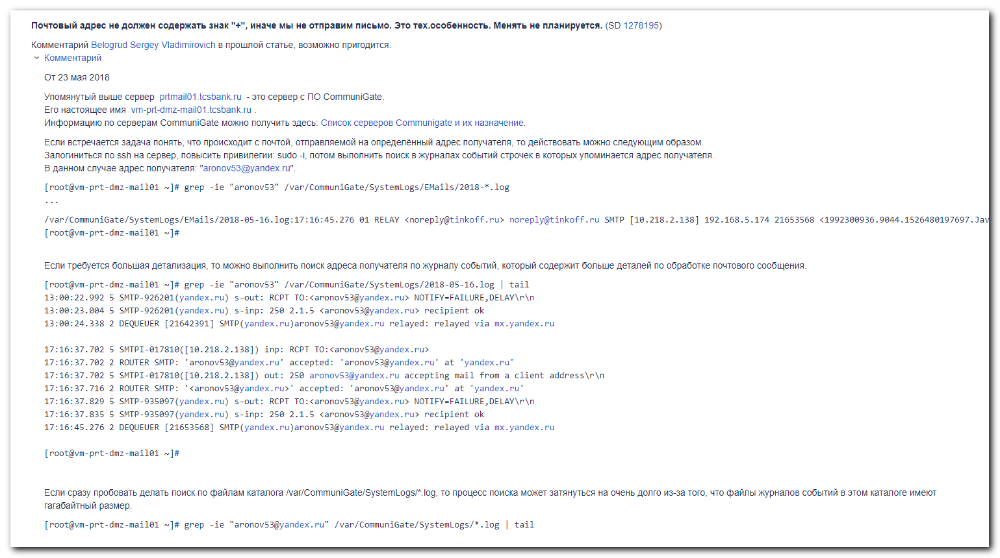 Почтовый адрес не должен содержать знак "+", иначе мы не отправим письмо. Это тех.особенность. Менять не планируется. (SD 1278195)
Комментарий Belogrud Sergey Vladimirovich в прошлой статье, возможно пригодится.
Комментарий
От 23 мая 2018
Упомянутый выше сервер prtmail01.tcsbank.ru - это сервер с ПО CommuniGate.
Его настоящее имя vm-prt-dmz-mail01.tcsbank.ru .
Информацию по серверам CommuniGate можно получить здесь: Список серверов Communigate и их назначение.
Если встречается задача понять, что происходит с почтой, отправляемой на определённый адрес получателя, то действовать можно следующим образом.
Залогиниться по ssh на сервер, повысить привилегии: sudo -i, потом выполнить поиск в журналах событий строчек в которых упоминается адрес получателя.
В данном случае адрес получателя: "aronov53@yandex.ru".
[root@vm-prt-dmz-mail01 ~]# grep -ie "aronov53" /var/CommuniGate/SystemLogs/EMails/2018-*.log
...
/var/CommuniGate/SystemLogs/EMails/2018-05-16.log:17:16:45.276 01 RELAY <noreply@tinkoff.ru> noreply@tinkoff.ru SMTP [10.218.2.138] 192.168.5.174 21653568 <1992300936.9044.1526480197697.Jav
[root@vm-prt-dmz-mail01 ~]#
Если требуется большая детализация, то можно выполнить поиск адреса получателя по журналу событий, который содержит больше деталей по обработке почтового сообщения.
[root@vm-prt-dmz-mail01 ~]# grep -ie "aronov53" /var/CommuniGate/SystemLogs/2018-05-16.log | tail
13:00:22.992 5 SMTP-926201(yandex.ru) s-out: RCPT TO:<aronov53@yandex.ru> NOTIFY=FAILURE,DELAY\r\n
13:00:23.004 5 SMTP-926201(yandex.ru) s-inp: 250 2.1.5 <aronov53@yandex.ru> recipient ok
13:00:24.338 2 DEQUEUER [21642391] SMTP(yandex.ru)aronov53@yandex.ru relayed: relayed via mx.yandex.ru
17:16:37.702 5 SMTPI-017810([10.218.2.138]) inp: RCPT TO:<aronov53@yandex.ru>
17:16:37.702 2 ROUTER SMTP: 'aronov53@yandex.ru' accepted: 'aronov53@yandex.ru' at 'yandex.ru'
17:16:37.702 5 SMTPI-017810([10.218.2.138]) out: 250 aronov53@yandex.ru accepting mail from a client address\r\n
17:16:37.716 2 ROUTER SMTP: '<aronov53@yandex.ru>' accepted: 'aronov53@yandex.ru' at 'yandex.ru'
17:16:37.829 5 SMTP-935097(yandex.ru) s-out: RCPT TO:<aronov53@yandex.ru> NOTIFY=FAILURE,DELAY\r\n
17:16:37.835 5 SMTP-935097(yandex.ru) s-inp: 250 2.1.5 <aronov53@yandex.ru> recipient ok
17:16:45.276 2 DEQUEUER [21653568] SMTP(yandex.ru)aronov53@yandex.ru relayed: relayed via mx.yandex.ru
[root@vm-prt-dmz-mail01 ~]#
Если сразу пробовать делать поиск по файлам каталога /var/CommuniGate/SystemLogs/*.log, то процесс поиска может затянуться на очень долго из-за того, что файлы журналов событий в этом каталоге имеют
гагабайтный размер.
[root@vm-prt-dmz-mail01 ~]# grep -ie "aronov53@yandex.ru" /var/CommuniGate/SystemLogs/*.log | tail